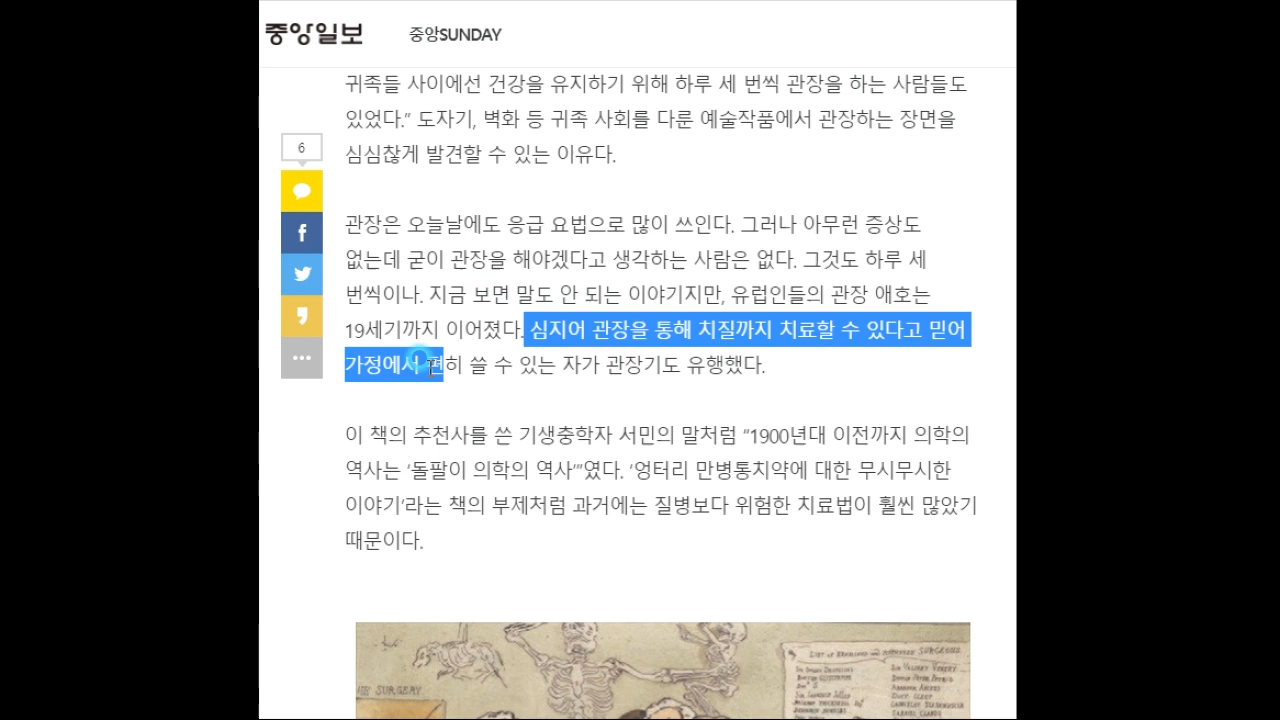 중앙일보 중앙SUNDAY
귀족들 사이에선 건강을 유지하기 위해 하루 세 번씩 관장을 하는 사람들도
있었다.” 도자기, 벽화 등 귀족 사회를 다룬 예술작품에서 관장하는 장면을
심심찮게 발견할 수 있는 이유다.
6
관장은 오늘날에도 응급 요법으로 많이 쓰인다. 그러나 아무런 증상도
없는데 굳이 관장을 해야겠다고 생각하는 사람은 없다. 그것도 하루 세
번씩이나. 지금 보면 말도 안 되는 이야기지만, 유럽인들의 관장 애호는
19세기까지 이어졌다. 심지어 관장을 통해 치질까지 치료할 수 있다고 믿어
가정에서 편히 쓸 수 있는 자가 관장기도 유행했다.
이 책의 추천사를 쓴 기생충학자 서민의 말처럼 “1900년대 이전까지 의학의
역사는 ‘돌팔이 의학의 역사’”였다. ‘엉터리 만병통치약에 대한 무시무시한
이야기’라는 책의 부제처럼 과거에는 질병보다 위험한 치료법이 훨씬 많았기
때문이다.
LIST of EXAMINED and APPROVED SURGEONS
SURGERY